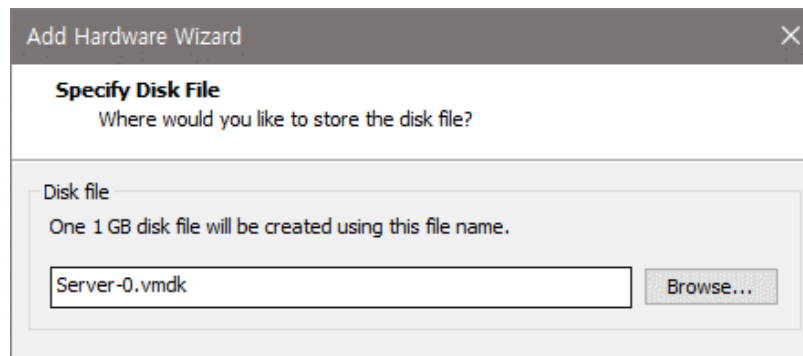 Add Hardware Wizard
Specify Disk File
Where would you like to store the disk file?
Disk file
One 1 GB disk file will be created using this file name.
Server-0.vmdk
Browse...